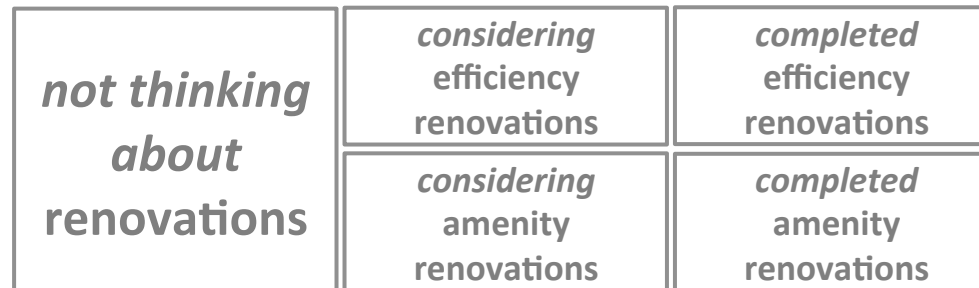 not thinking
about
renovations
considering
efficiency
renovations
completed
efficiency
renovations
considering
amenity
renovations
completed
amenity
renovations